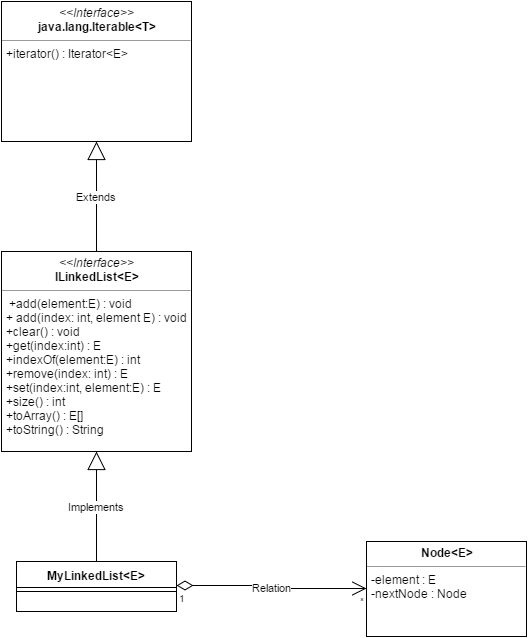 <<Interface>>
java.lang.Iterable<T>
+iterator() : Iterator<E>
Extends
<<Interface>>
ILinkedList<E>
+add(element:E) : void
+ add(index: int, element E) : void
+clear() : void
+get(index:int) : E
+indexOf(element:E) : int
+remove(index: int) : E
+set(index:int, element:E) : E
+size() : int
+toArray() : E[]
+toString() : String
Implements
MyLinkedList<E>
1
Relation
*
Node<E>
-element : E
-nextNode : Node